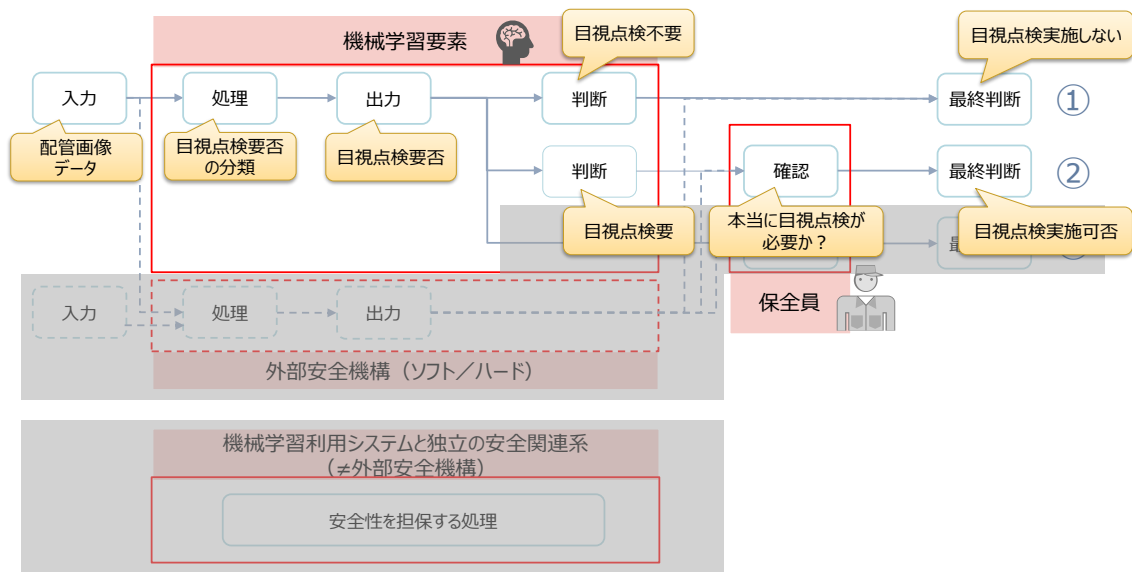 機械学習要素
目視点検不要
目視点検実施しない
入力
処理
出力
判断
最終判断
①
配管画像
データ
目視点検要否
の分類
目視点検要否
判断
確認
最終判断
②
目視点検要
本当に目視点検が
必要か？
目視点検実施可否
入力
処理
出力
保全員
外部安全機構（ソフト／ハード）
機械学習利用システムと独立の安全関連系
（≠外部安全機構）
安全性を担保する処理